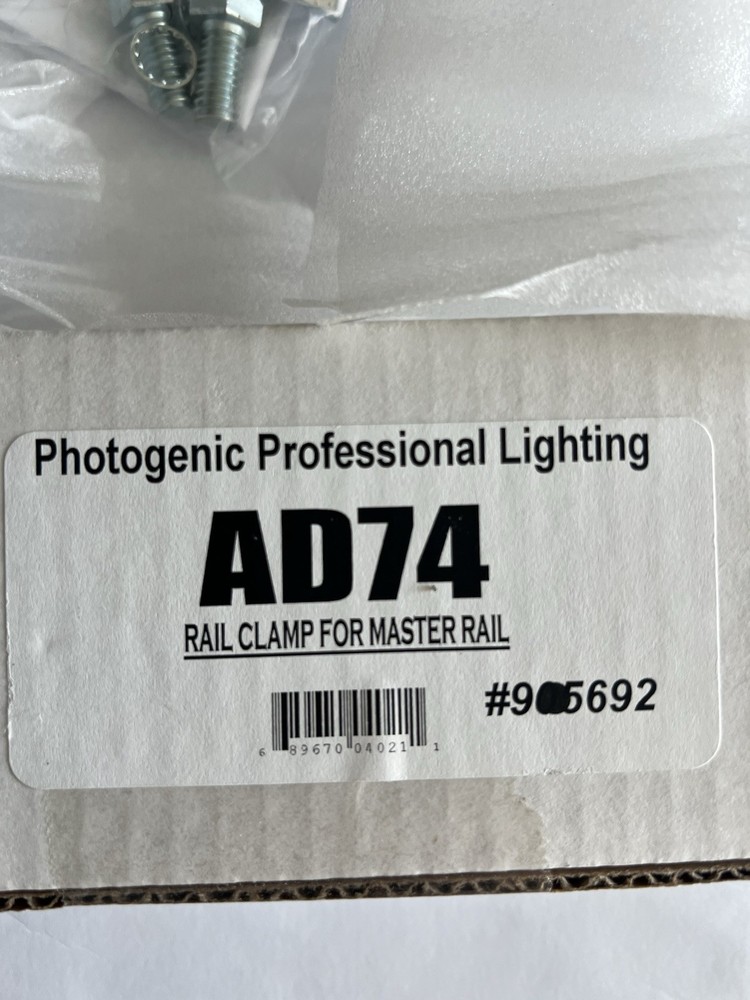 Photogenic Professional Lighting
AD74
RAIL CLAMP FOR MASTER RAIL
6 89670 04021 1